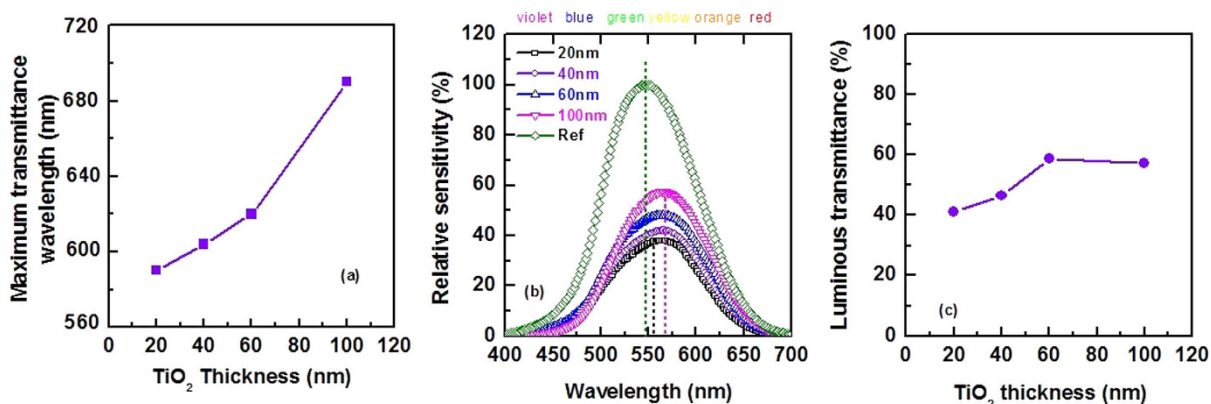 Maximum transmittance
wavelength (nm)
720
680
640
600
560
0 20 40 60 80 100 120
TiO2 Thickness (nm)
(a)
violet blue green yellow orange red
Relative sensitivity (%)
120
100
80
60
40
20
0
20nm
40nm
60nm
100nm
Ref
(b)
400 450 500 550 600 650 700
Wavelength (nm)
Luminous transmittance (%)
100
80
60
40
20
0
(c)
0 20 40 60 80 100 120
TiO2 thickness (nm)